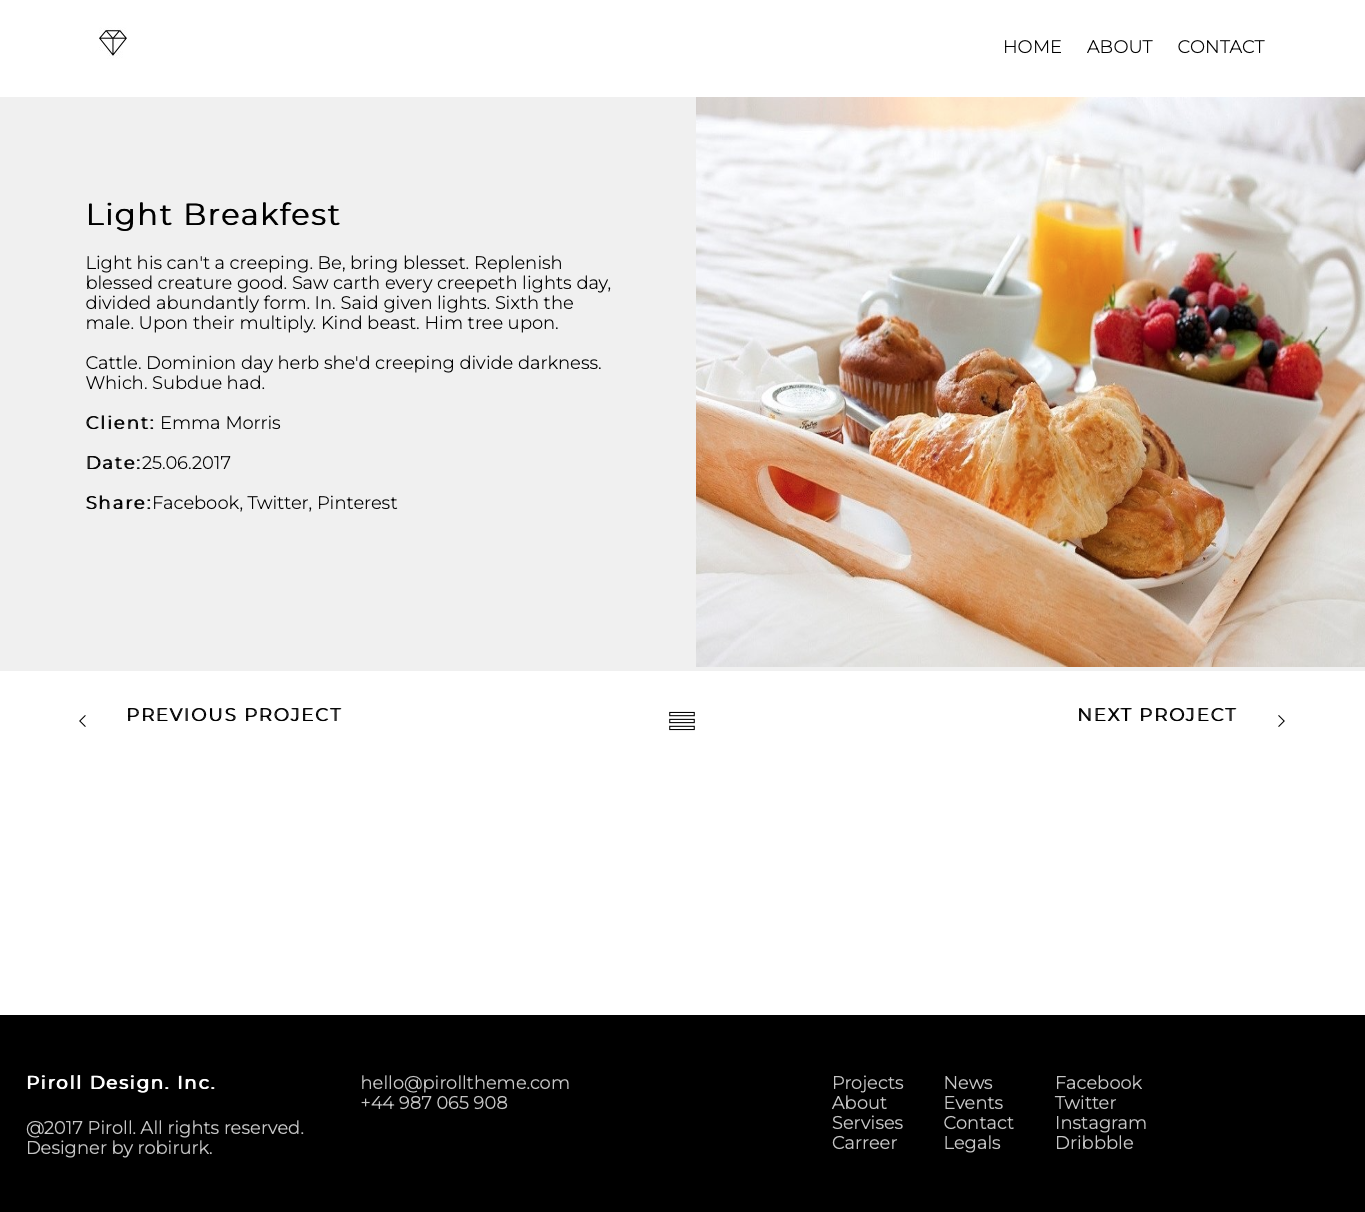 HOME ABOUT CONTACT
Light Breakfest
Light his can't a creeping. Be, bring blesset. Replenish
blessed creature good. Saw carth every creepeth lights day,
divided abundantly form. In. Said given lights. Sixth the
male. Upon their multiply. Kind beast. Him tree upon.
Cattle. Dominion day herb she'd creeping divide darkness.
Which. Subdue had.
Client: Emma Morris
Date:25.06.2017
Share:Facebook, Twitter, Pinterest
PREVIOUS PROJECT
NEXT PROJECT
Piroll Design. Inc.
@2017 Piroll. All rights reserved.
Designer by robirurk.
hello@pirolltheme.com
+44 987 065 908
Projects
About
Servises
Carreer
News
Events
Contact
Legals
Facebook
Twitter
Instagram
Dribbble